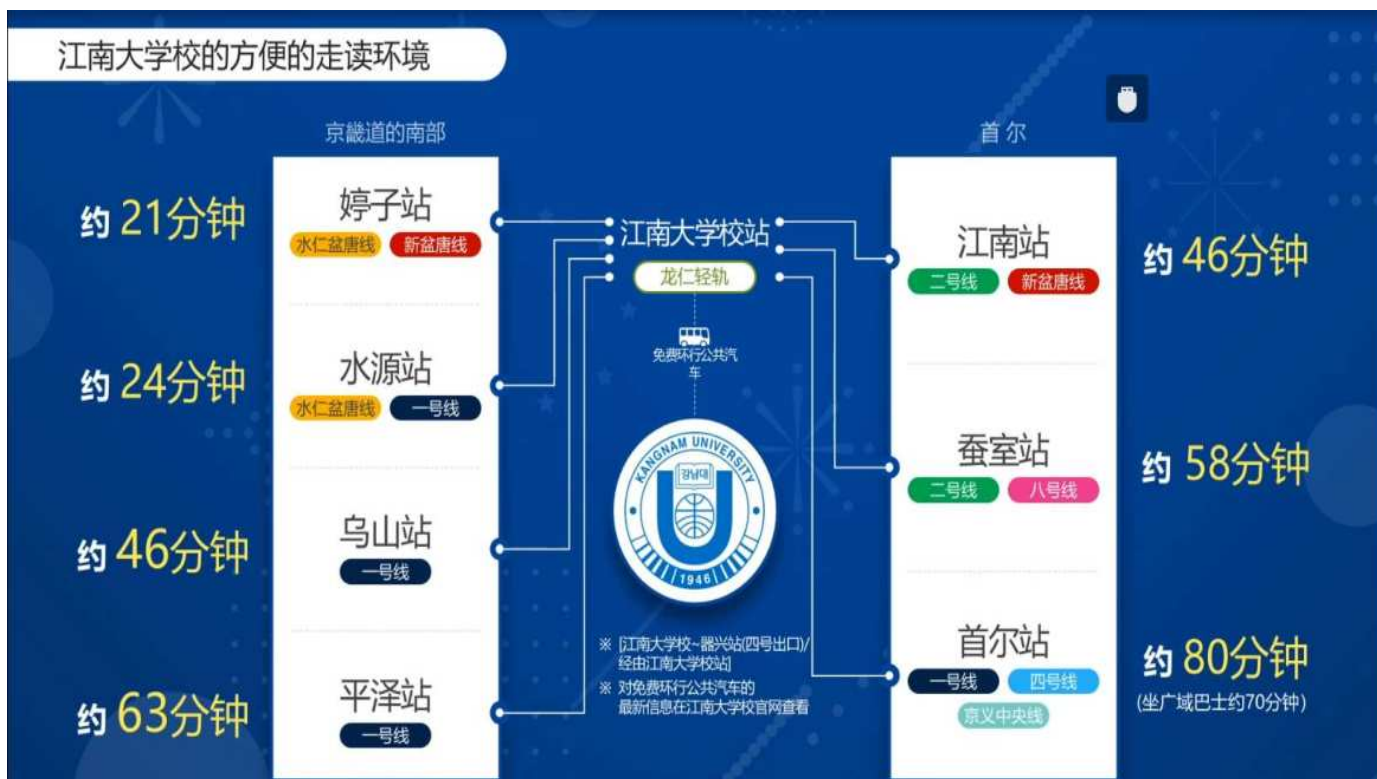 江南大学校的方便的走读环境
京畿道的南部
约 21分钟
婷子站
水仁盆唐线 新盆唐线
约 24分钟
水源站
水仁盆唐线 一号线
约 46分钟
乌山站
一号线
约 63分钟
平泽站
一号线
江南大学校站
龙仁轻轨
免费环行公共汽
车
KANGNAM UNIVERSITY
강남대
1946
※ [江南大学校~器兴站(四号出口)/
经由江南大学校站]
※ 对免费环行公共汽车的
最新信息在江南大学校官网查看
首尔
江南站
二号线 新盆唐线
约 46分钟
蚕室站
二号线 八号线
约 58分钟
首尔站
一号线 四号线
京义中央线
约 80分钟
(坐广域巴士约70分钟)